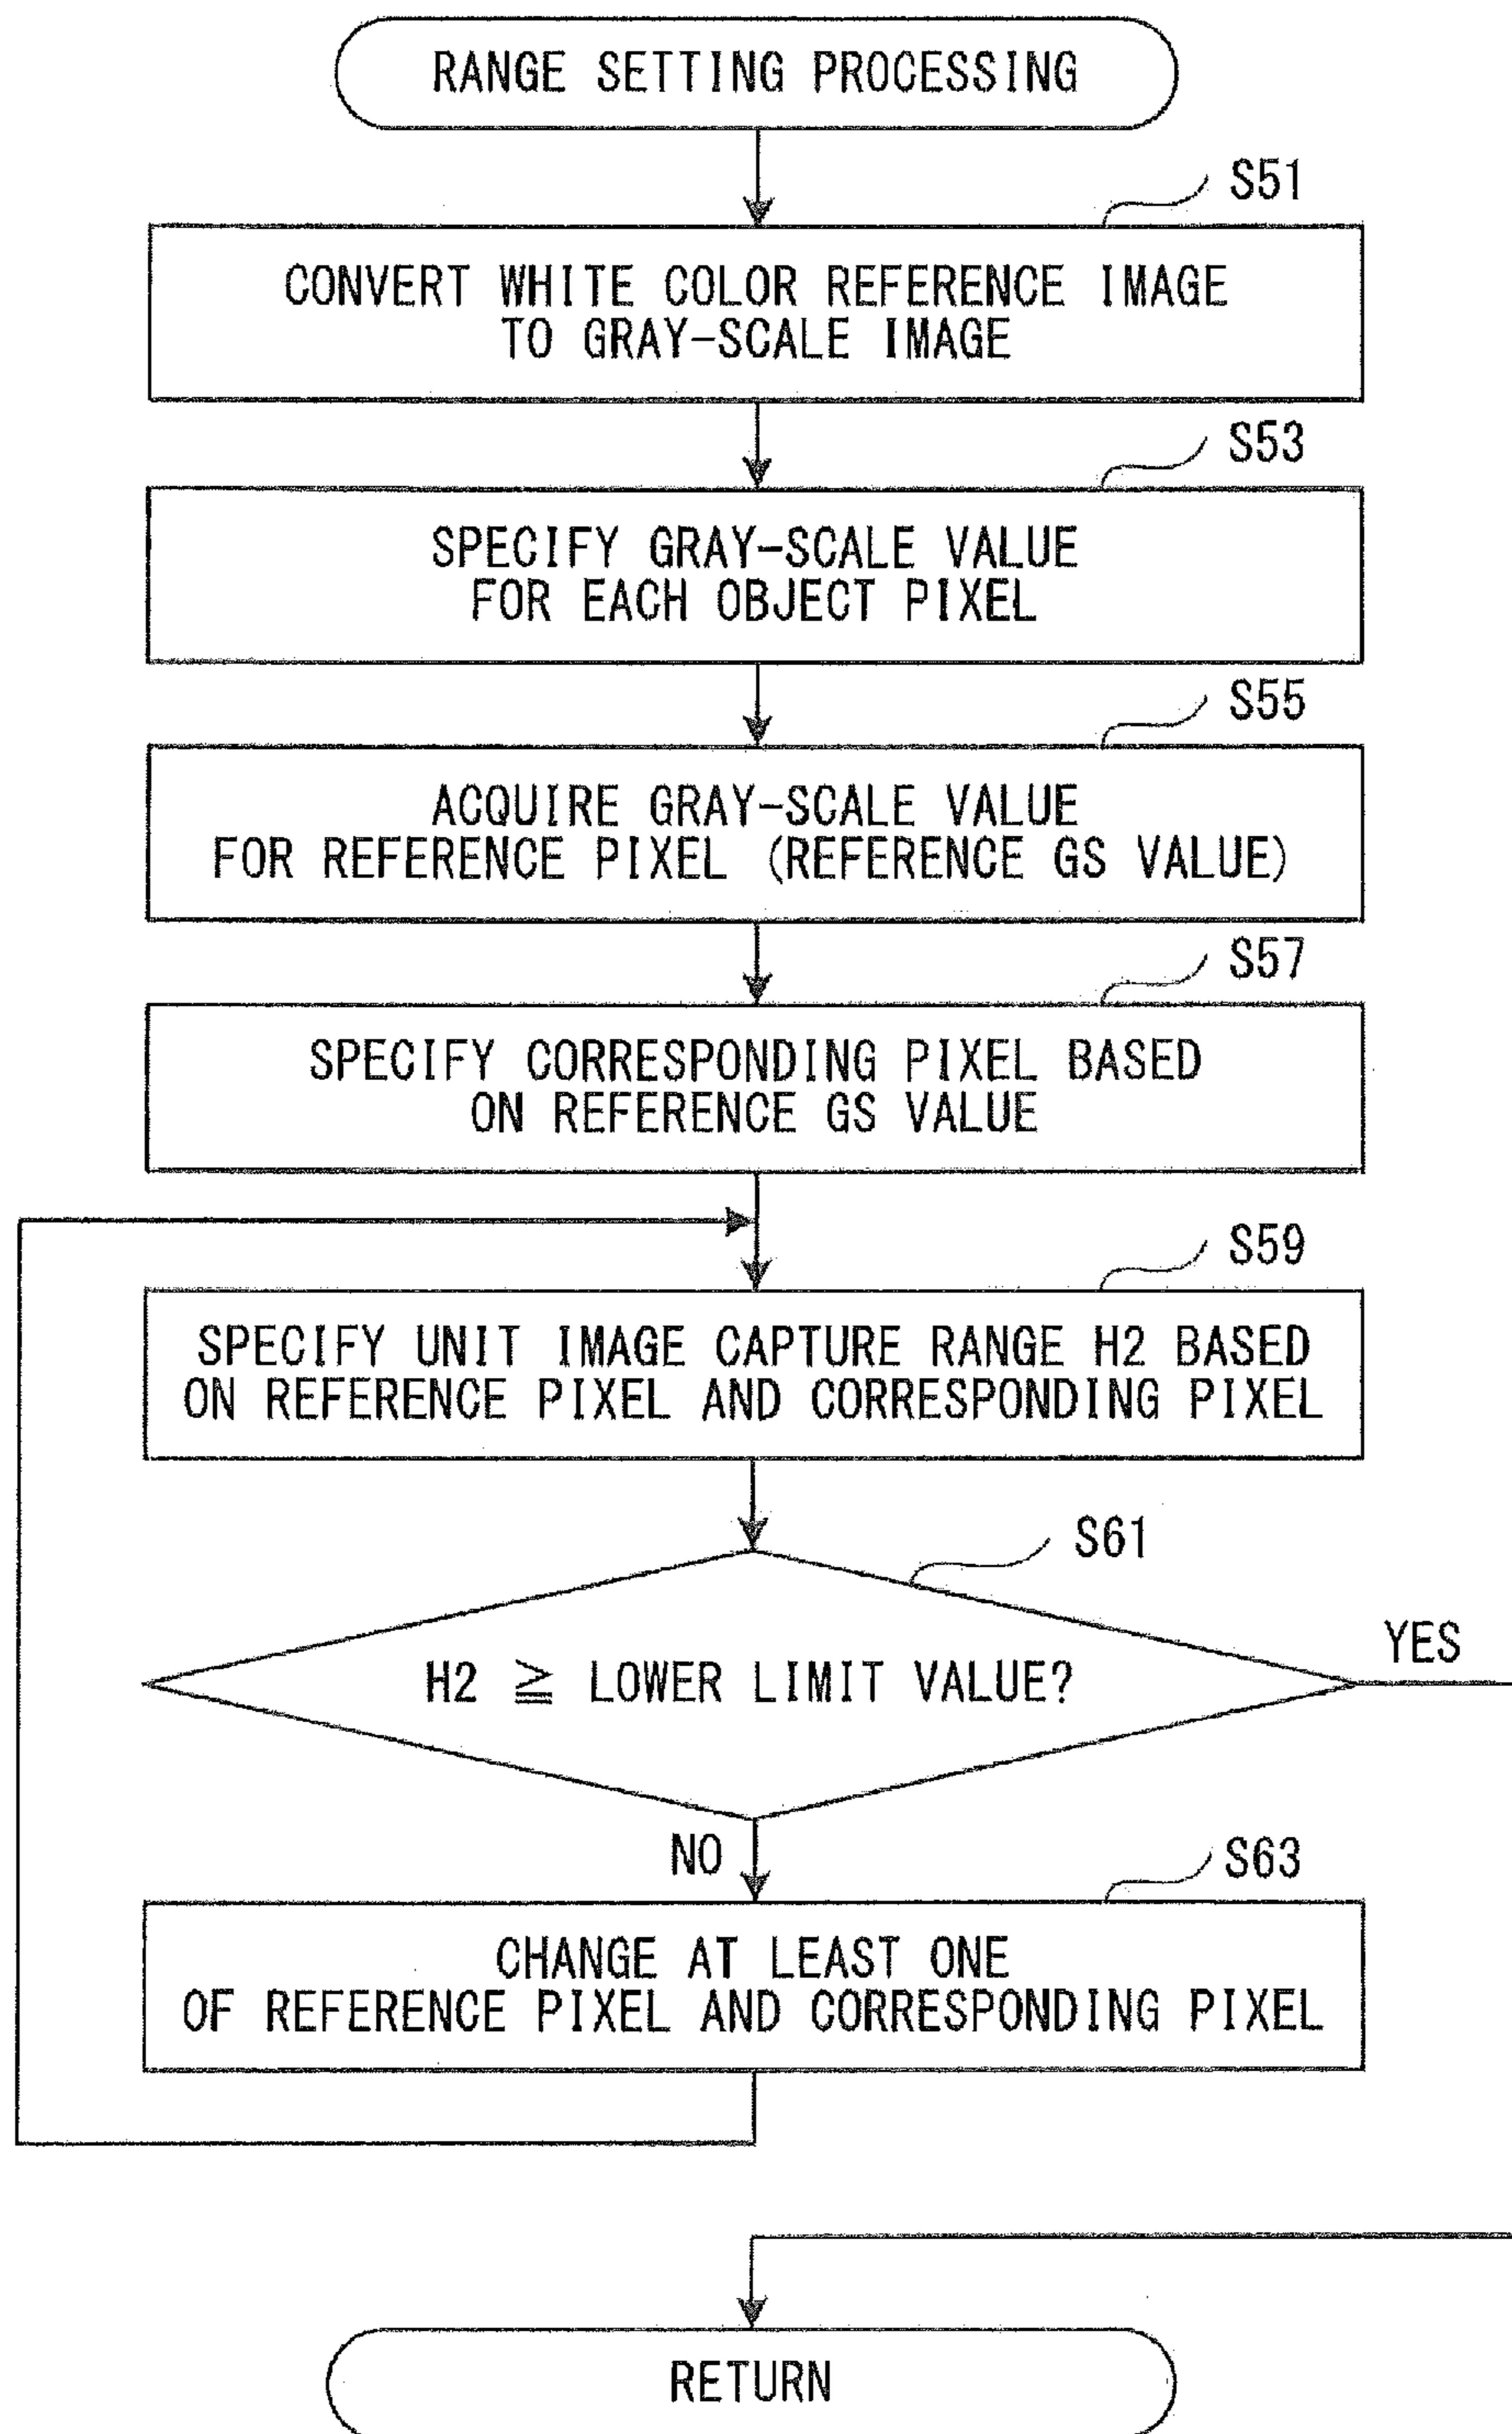 RANGE SETTING PROCESSING
S51
CONVERT WHITE COLOR REFERENCE IMAGE
TO GRAY-SCALE IMAGE
S53
SPECIFY GRAY-SCALE VALUE
FOR EACH OBJECT PIXEL
S55
ACQUIRE GRAY-SCALE VALUE
FOR REFERENCE PIXEL (REFERENCE GS VALUE)
S57
SPECIFY CORRESPONDING PIXEL BASED
ON REFERENCE GS VALUE
S59
SPECIFY UNIT IMAGE CAPTURE RANGE H2 BASED
ON REFERENCE PIXEL AND CORRESPONDING PIXEL
S61
YES
H2 ≧ LOWER LIMIT VALUE?
NO
S63
CHANGE AT LEAST ONE
OF REFERENCE PIXEL AND CORRESPONDING PIXEL
RETURN